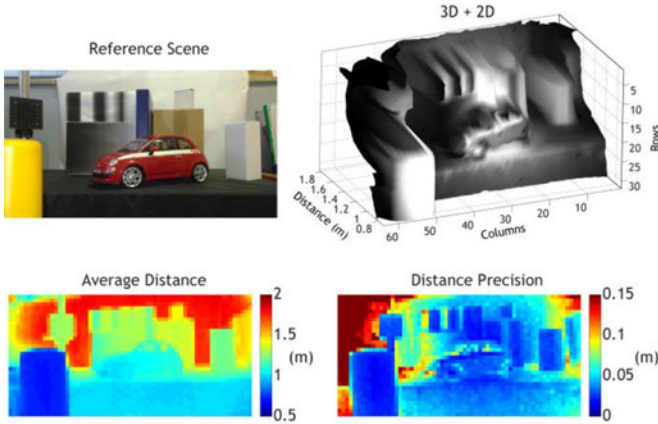 Reference Scene
3D + 2D
5
10
15
20
25
30
Rows
1.8
1.6
1.4
1.2
1
0.8
Distance (m)
60
50
40
30
20
10
Columns
Average Distance
2
1.5
(m)
1
0.5
Distance Precision
0.15
0.1
(m)
0.05
0